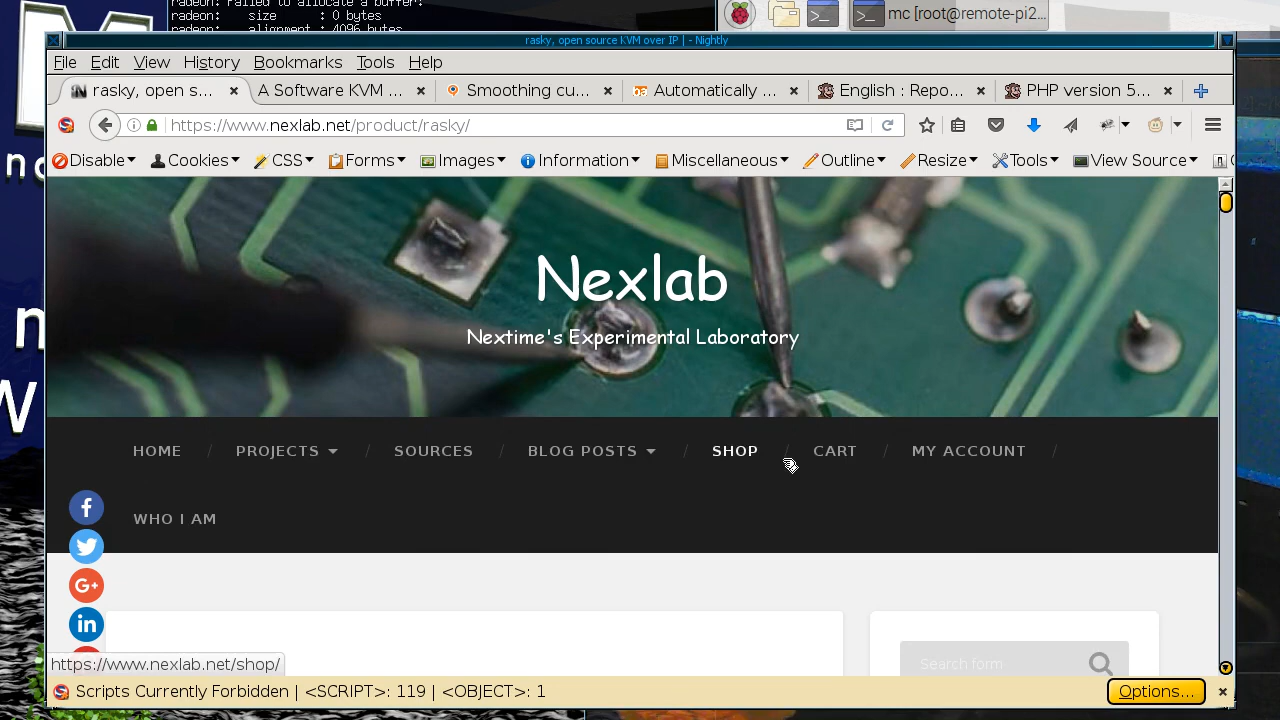 radeon: Failed to allocate a buffer:
radeon:    size      : 0 bytes
radeon:    alignment : 4096 bytes
mc [root@remote-pi2...
rasky, open source KVM over IP | - Nightly
File Edit View History Bookmarks Tools Help
rasky, open s... × A Software KVM ... × Smoothing cu... × Automatically ... × English : Repo... × PHP version 5... ×
https://www.nexlab.net/product/rasky/
Disable Cookies CSS Forms Images Information Miscellaneous Outline Resize Tools View Source
Nexlab
Nextime's Experimental Laboratory
HOME / PROJECTS / SOURCES / BLOG POSTS / SHOP / CART / MY ACCOUNT /
WHO I AM
Search form
https://www.nexlab.net/shop/
Scripts Currently Forbidden | <SCRIPT>: 119 | <OBJECT>: 1
Options... ×